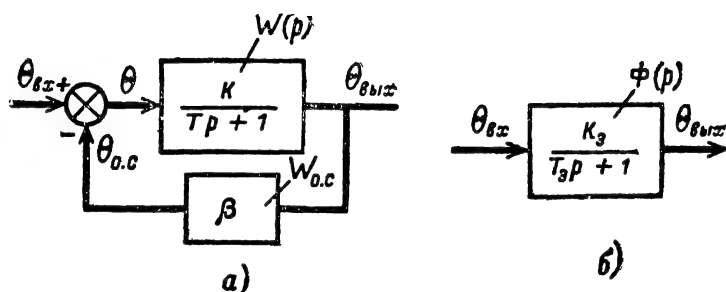 W(p)
Θвх + Θ K Θвых
Tp + 1
− Θо.с Wо.с
β
а)
Φ(p)
Θвх Kэ Θвых
Tэp + 1
б)